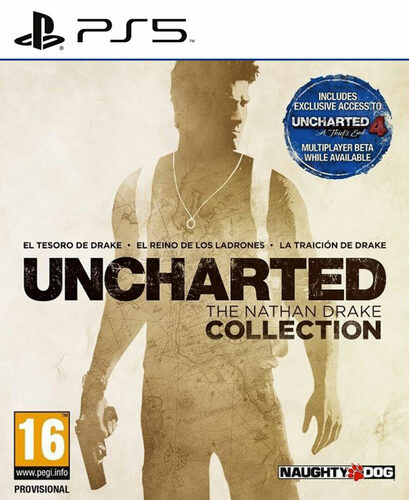 PS5
INCLUDES
EXCLUSIVE ACCESS TO
UNCHARTED 4
A Thief's End
MULTIPLAYER BETA
WHILE AVAILABLE
EL TESORO DE DRAKE • EL REINO DE LOS LADRONES • LA TRAICIÓN DE DRAKE
UNCHARTED
THE NATHAN DRAKE
COLLECTION
16
www.pegi.info
PROVISIONAL
NAUGHTY DOG